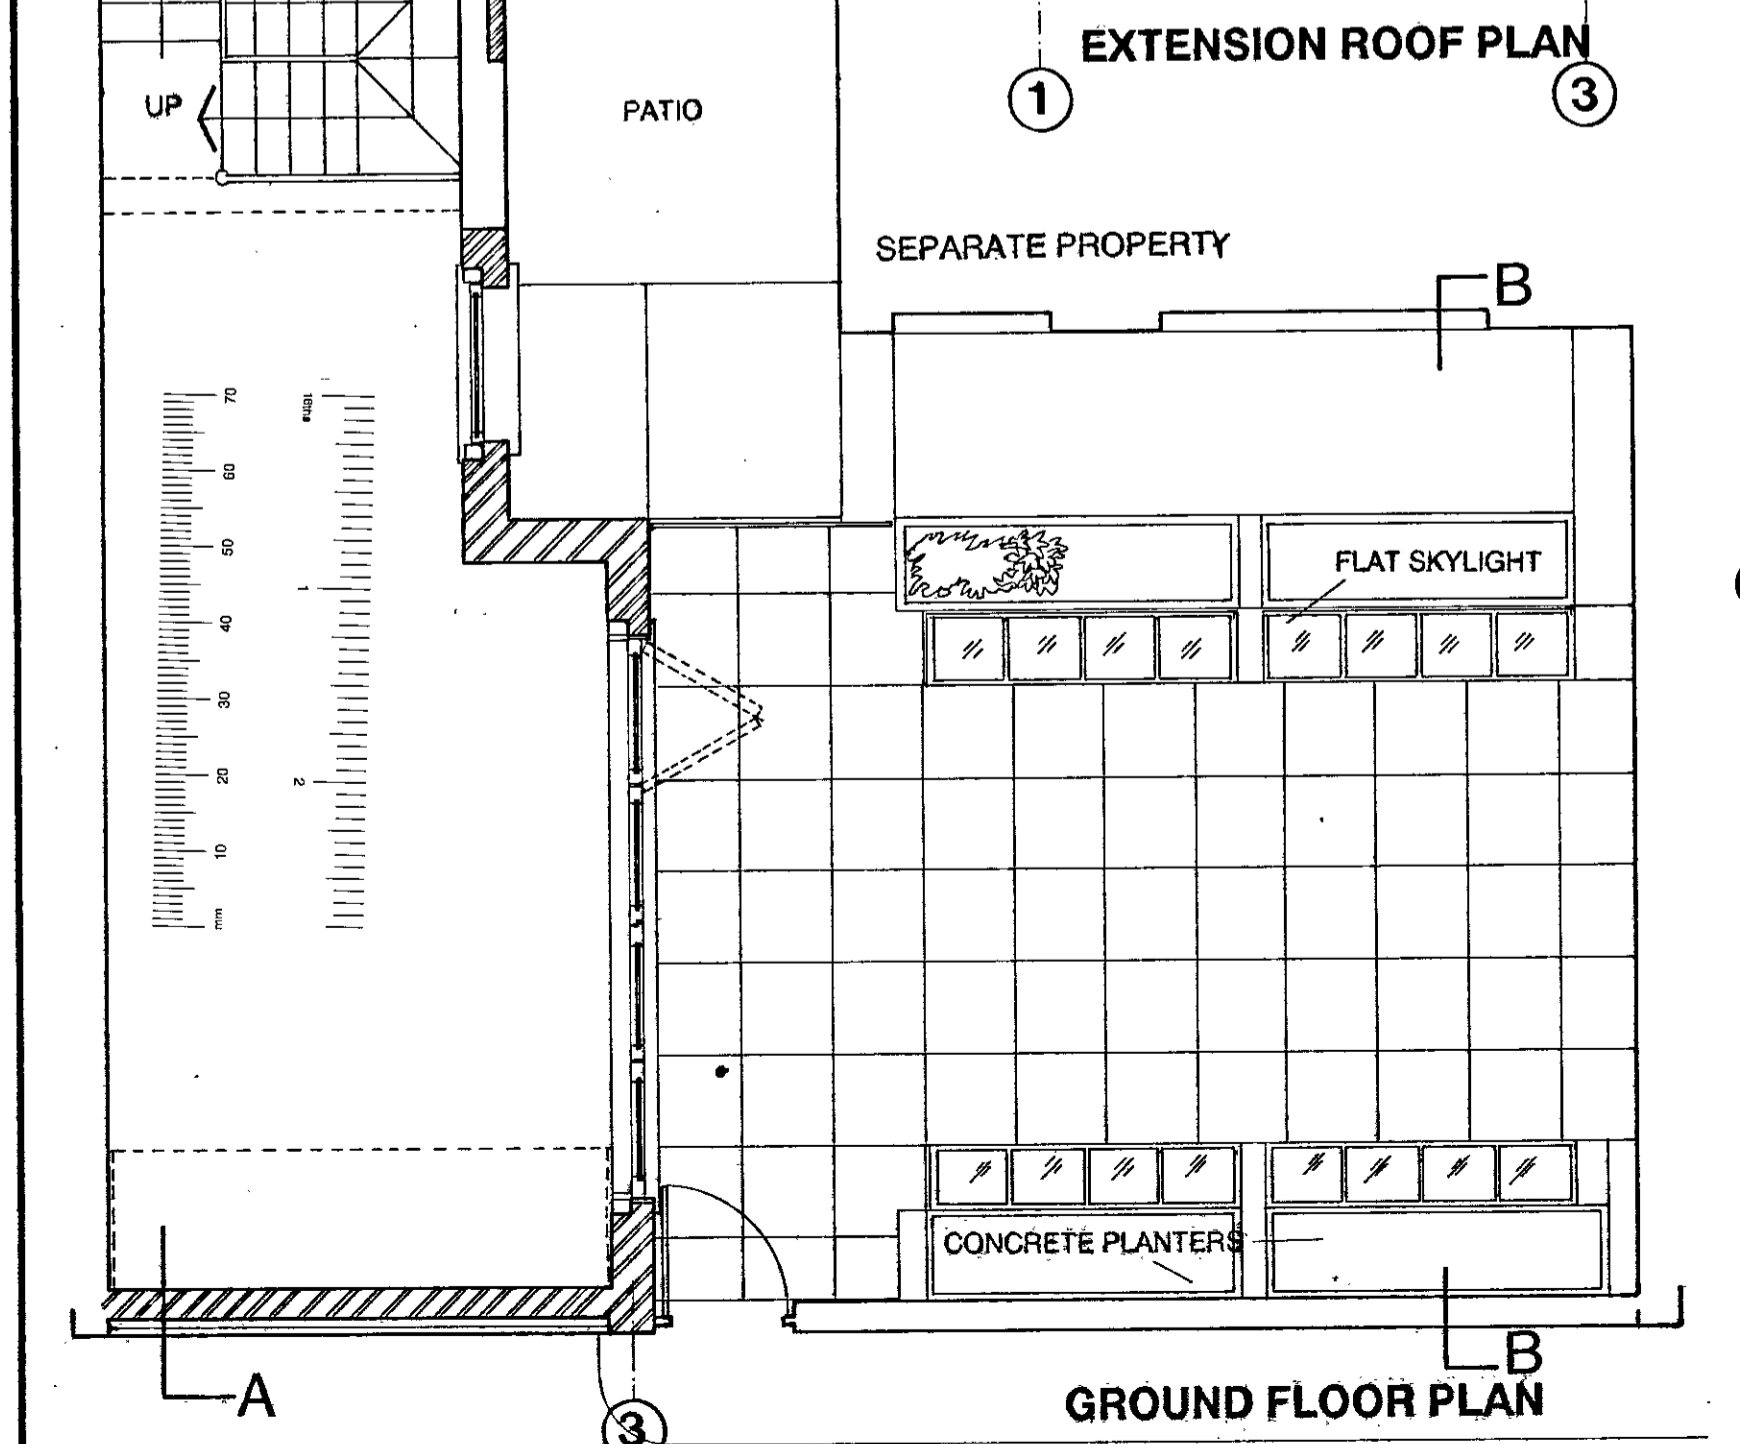 EXTENSION ROOF PLAN
1
3
UP
PATIO
SEPARATE PROPERTY
B
70
60
50
40
30
20
10
mm
16ths
1
2
FLAT SKYLIGHT
CONCRETE PLANTERS
B
A
GROUND FLOOR PLAN
3